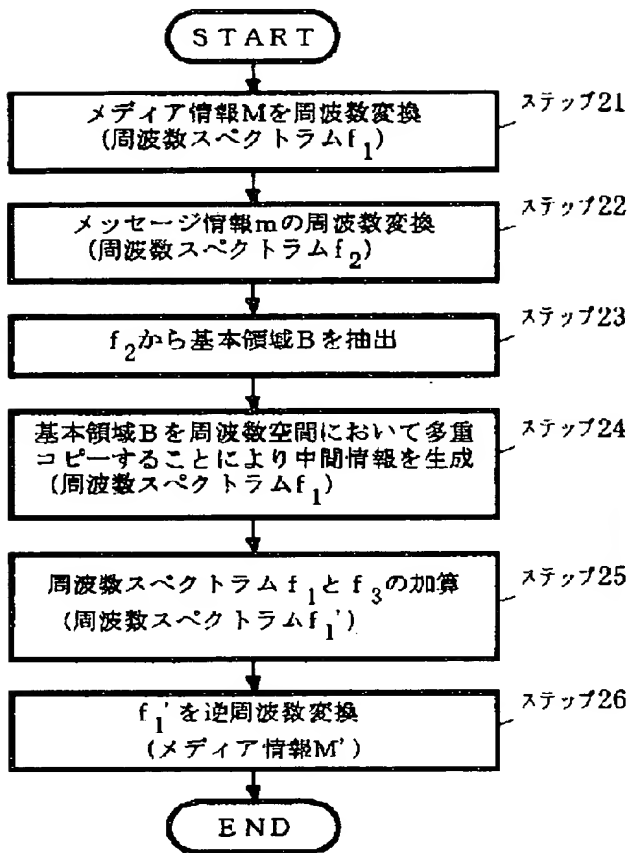 START
メディア情報Mを周波数変換
(周波数スペクトラムf1)
ステップ21
メッセージ情報mの周波数変換
(周波数スペクトラムf2)
ステップ22
f2から基本領域Bを抽出
ステップ23
基本領域Bを周波数空間において多重
コピーすることにより中間情報を生成
(周波数スペクトラムf1)
ステップ24
周波数スペクトラムf1とf3の加算
(周波数スペクトラムf1')
ステップ25
f1'を逆周波数変換
(メディア情報M')
ステップ26
END